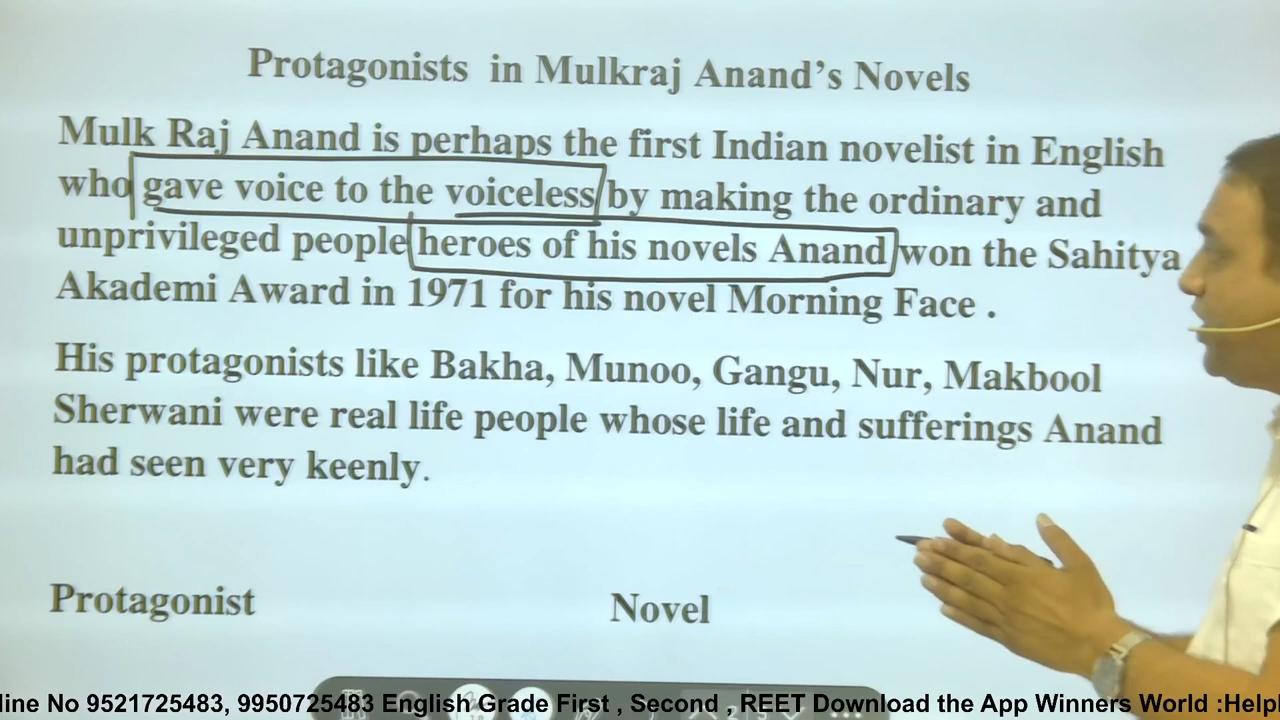 Protagonists in Mulkraj Anand's Novels
Mulk Raj Anand is perhaps the first Indian novelist in English
who gave voice to the voiceless by making the ordinary and
unprivileged people heroes of his novels Anand won the Sahitya
Akademi Award in 1971 for his novel Morning Face .
His protagonists like Bakha, Munoo, Gangu, Nur, Makbool
Sherwani were real life people whose life and sufferings Anand
had seen very keenly.
Protagonist Novel
line No 9521725483, 9950725483 English Grade First , Second , REET Download the App Winners World :Help